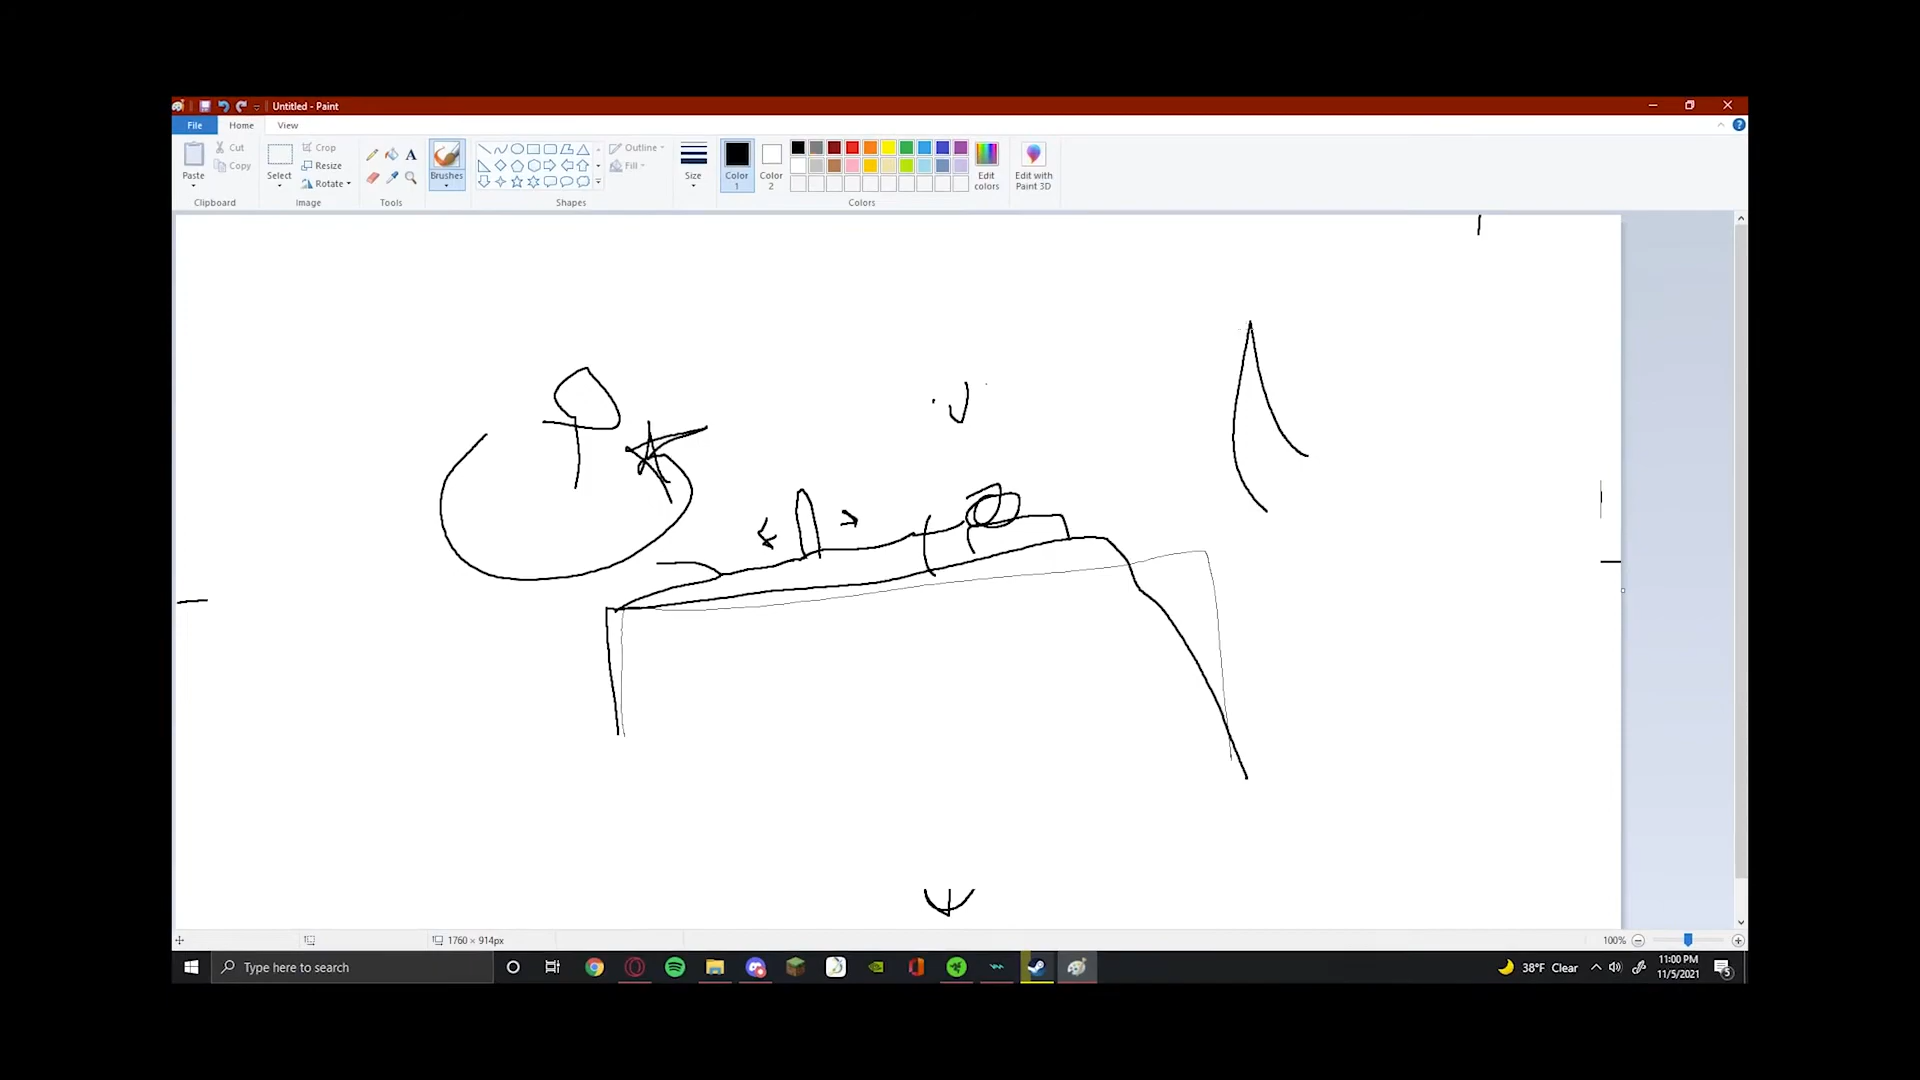 Untitled - Paint
File Home View
Paste
Cut
Copy
Clipboard
Select
Crop
Resize
Rotate
Image
A
Tools
Brushes
Shapes
Outline
Fill
Size
Color 1
Color 2
Edit colors
Colors
Edit with Paint 3D
1760 × 914px
100%
Type here to search
38°F Clear
11:00 PM
11/5/2021
5